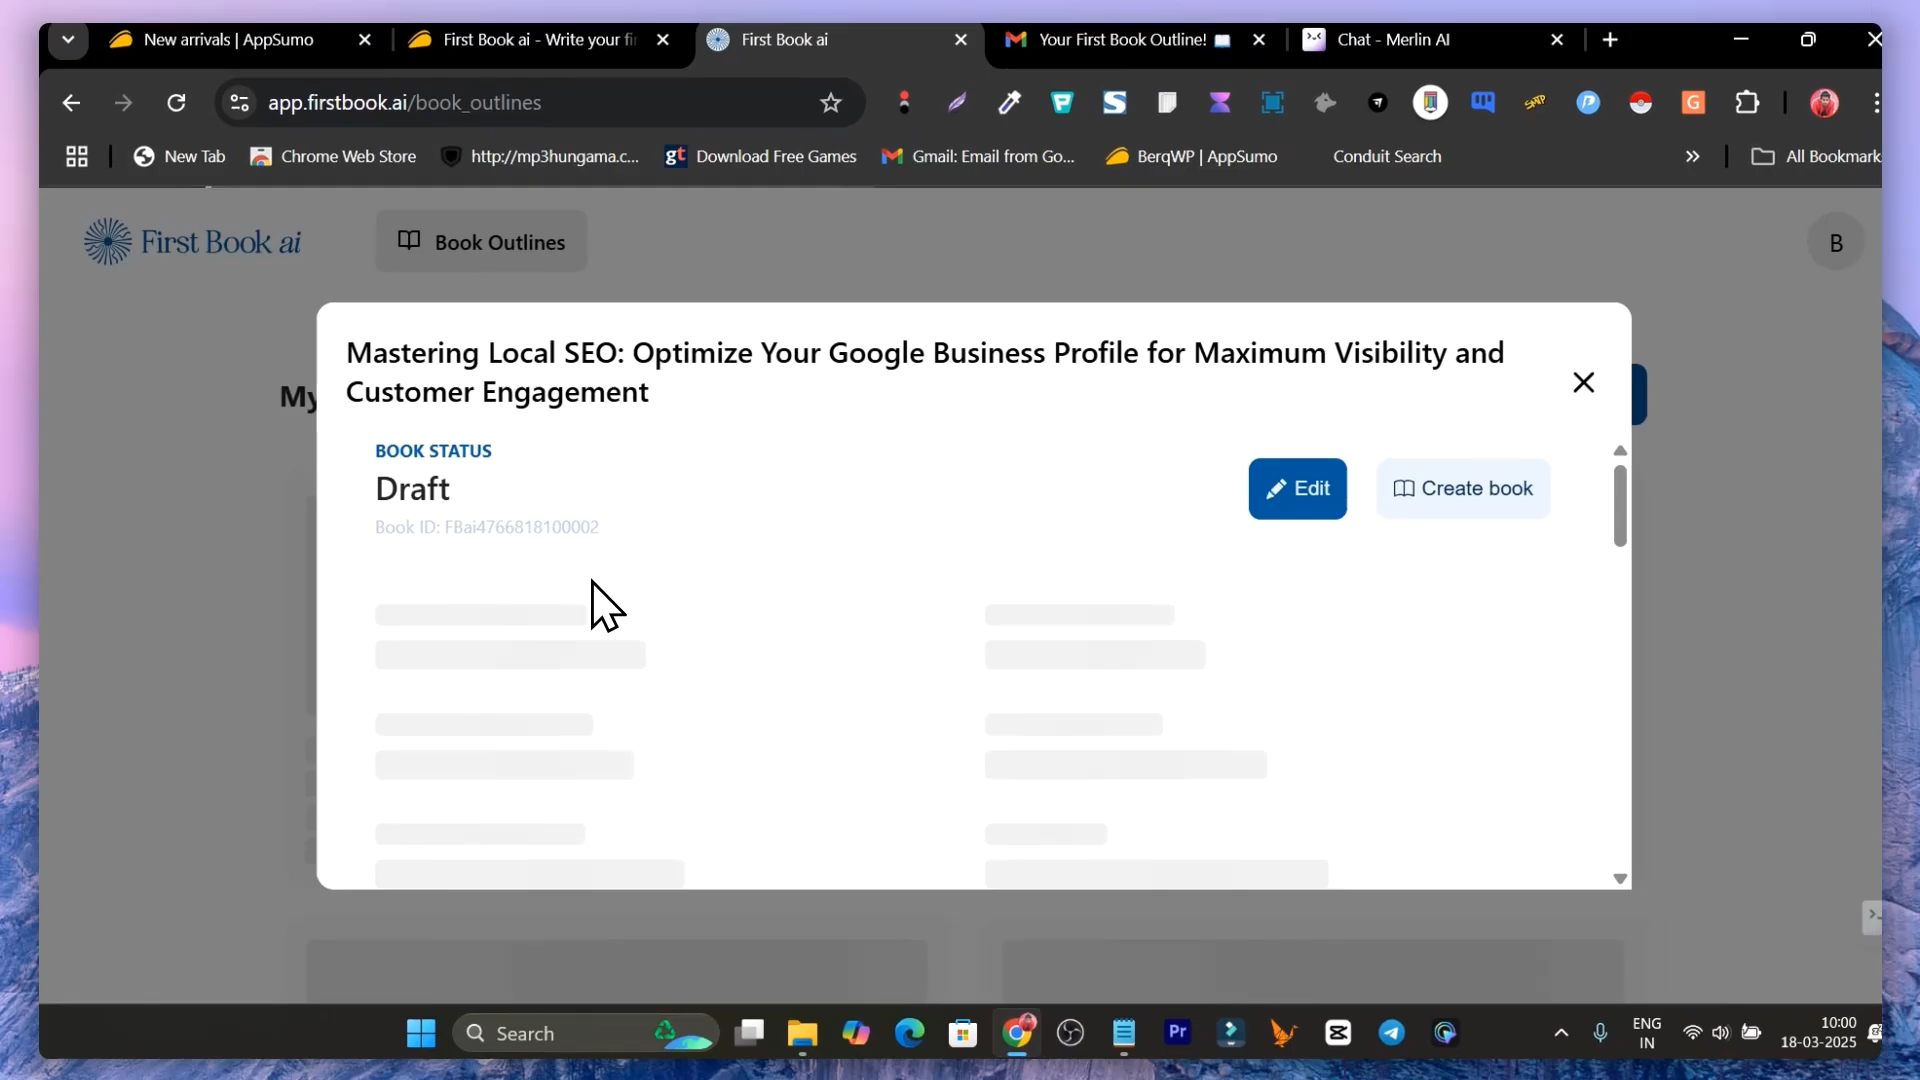 New arrivals | AppSumo
First Book ai - Write your fi
First Book ai
Your First Book Outline!
Chat - Merlin AI
app.firstbook.ai/book_outlines
New Tab
Chrome Web Store
http://mp3hungama.c...
gt Download Free Games
Gmail: Email from Go...
BerqWP | AppSumo
Conduit Search
All Bookmark
First Book ai
Book Outlines
B
My
Mastering Local SEO: Optimize Your Google Business Profile for Maximum Visibility and
Customer Engagement
BOOK STATUS
Draft
Book ID: FBai4766818100002
Edit
Create book
Search
Pr
ENG
IN
10:00
18-03-2025